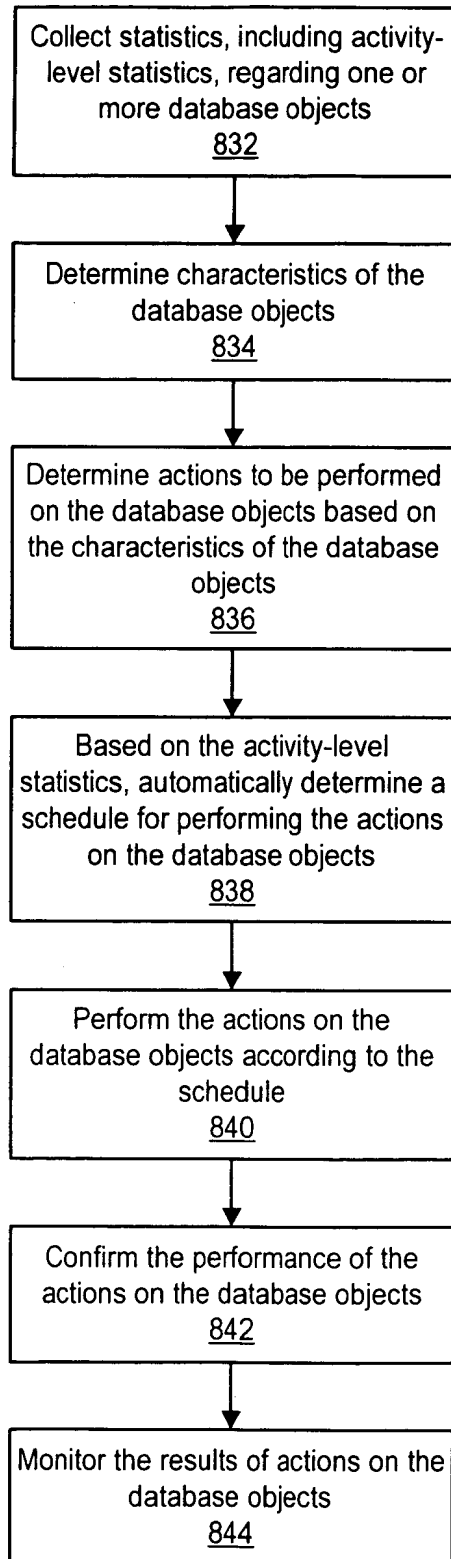 Collect statistics, including activity-
level statistics, regarding one or
more database objects
832
Determine characteristics of the
database objects
834
Determine actions to be performed
on the database objects based on
the characteristics of the database
objects
836
Based on the activity-level
statistics, automatically determine a
schedule for performing the actions
on the database objects
838
Perform the actions on the
database objects according to the
schedule
840
Confirm the performance of the
actions on the database objects
842
Monitor the results of actions on the
database objects
844